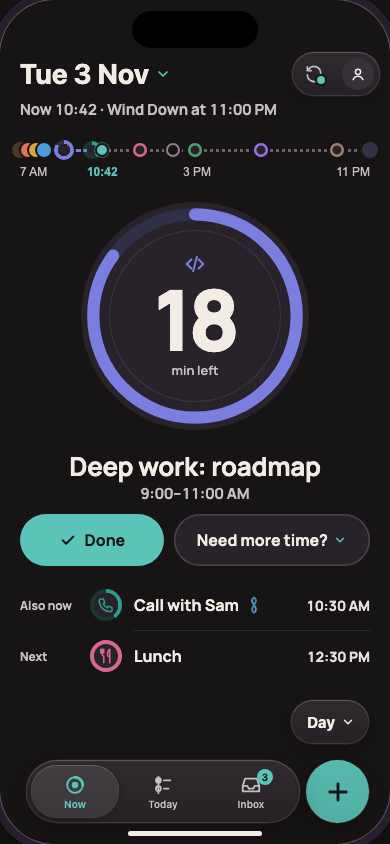 Tue 3 Nov
Now 10:42 · Wind Down at 11:00 PM
7 AM 10:42 3 PM 11 PM
</>
18
min left
Deep work: roadmap
9:00–11:00 AM
Done Need more time?
Also now Call with Sam 10:30 AM
Next Lunch 12:30 PM
Day
3
Now Today Inbox